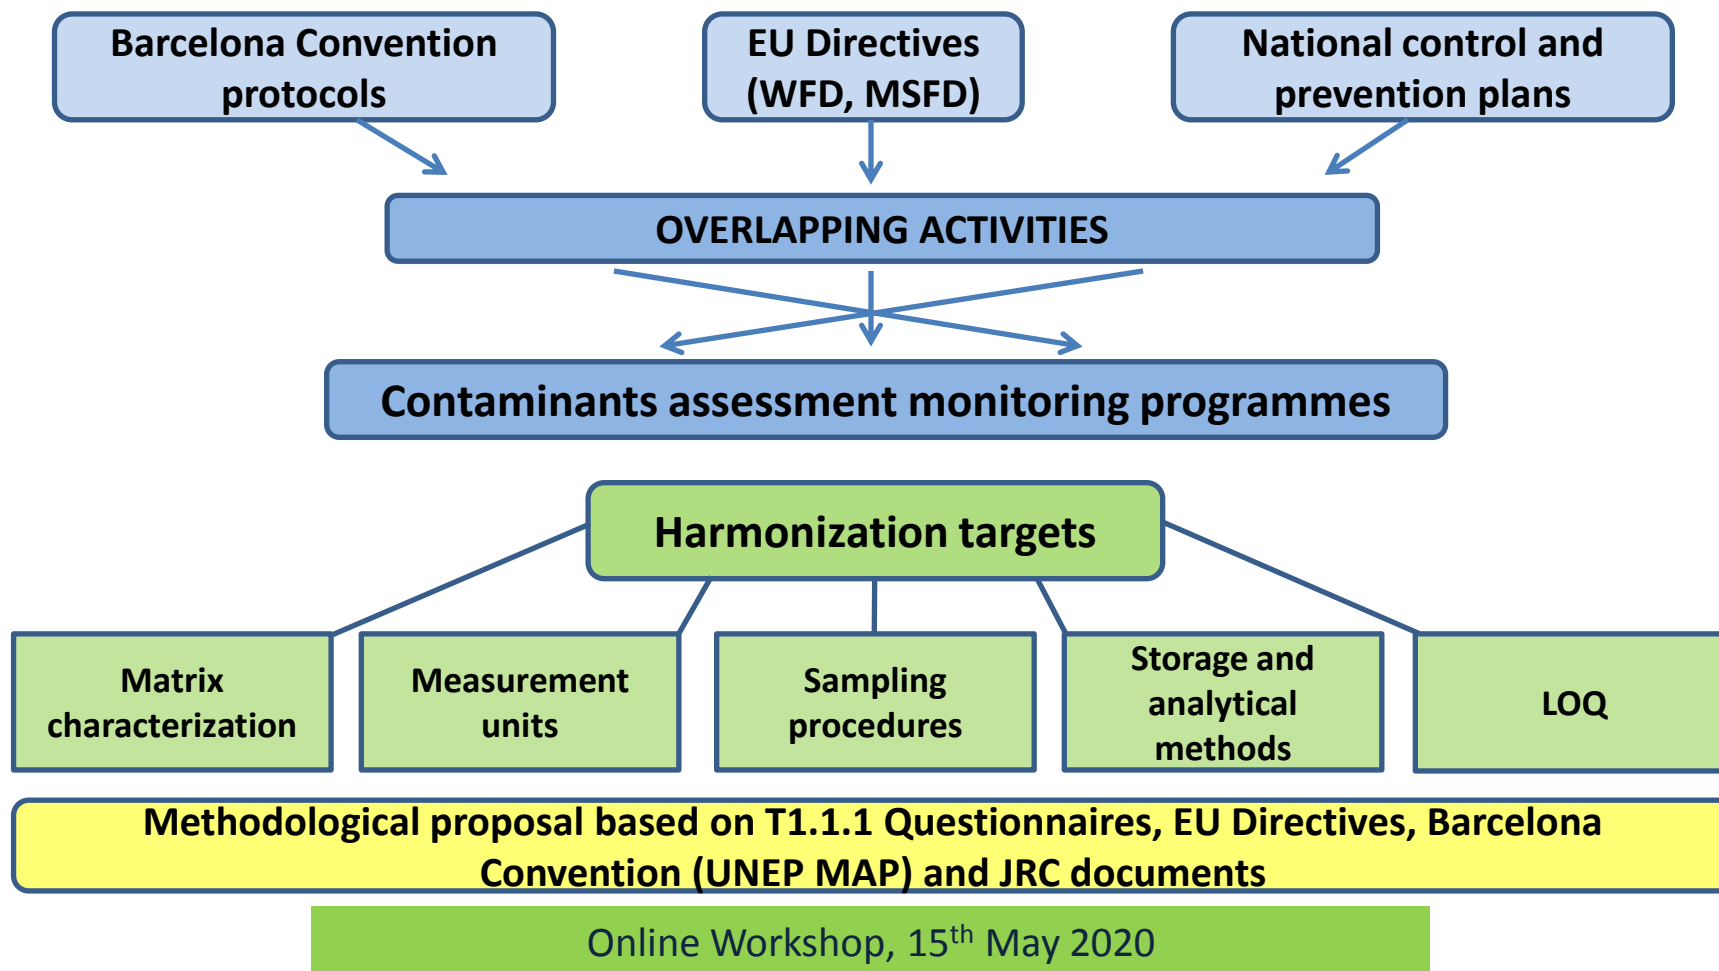 Barcelona Convention
protocols
EU Directives
(WFD, MSFD)
National control and
prevention plans
OVERLAPPING ACTIVITIES
Contaminants assessment monitoring programmes
Harmonization targets
Matrix
characterization
Measurement
units
Sampling
procedures
Storage and
analytical
methods
LOQ
Methodological proposal based on T1.1.1 Questionnaires, EU Directives, Barcelona
Convention (UNEP MAP) and JRC documents
Online Workshop, 15th May 2020